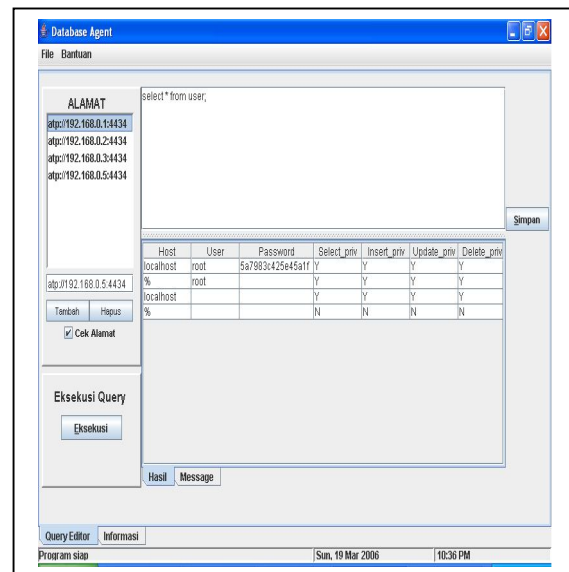 Database Agent
File Bantuan
ALAMAT
atp://192.168.0.1:4434
atp://192.168.0.2:4434
atp://192.168.0.3:4434
atp://192.168.0.5:4434
atp://192.168.0.5:4434
Tambah Hapus
Cek Alamat
Eksekusi Query
Eksekusi
select * from user;
Simpan
Host User Password Select_priv Insert_priv Update_priv Delete_priv
localhost root 5a7983c425e45a1f Y Y Y Y
% root Y Y Y Y
localhost Y Y Y Y
% N N N N
Hasil Message
Query Editor Informasi
Program siap Sun, 19 Mar 2006 10:36 PM